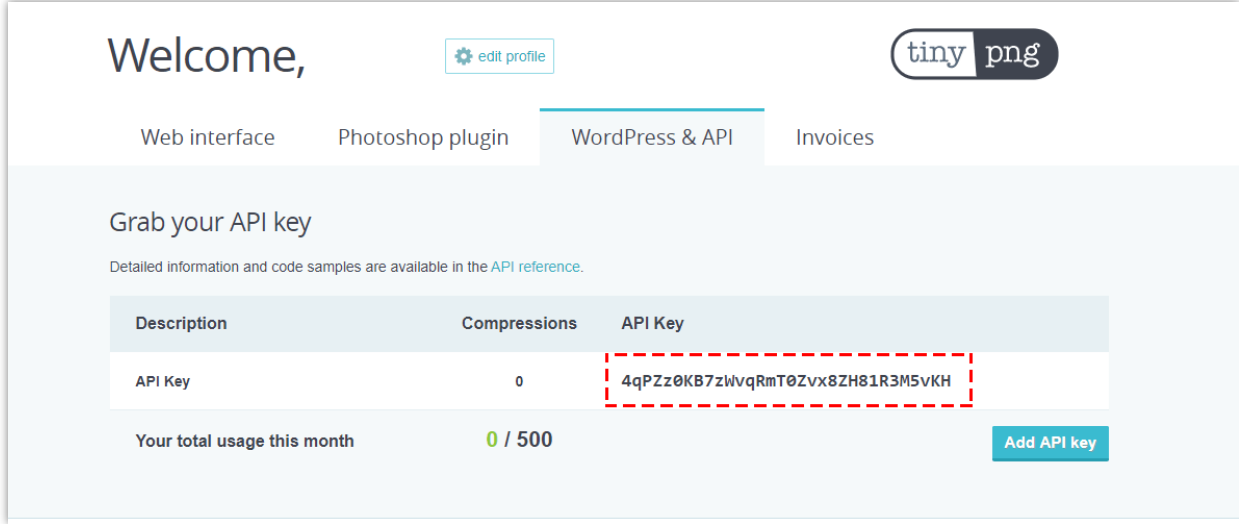 Welcome,
edit profile
tiny png
Web interface
Photoshop plugin
WordPress & API
Invoices
Grab your API key
Detailed information and code samples are available in the API reference.
Description Compressions API Key
API Key 0 4qPZz0KB7zWvqRmT0Zvx8ZH81R3M5vKH
Your total usage this month 0 / 500
Add API key